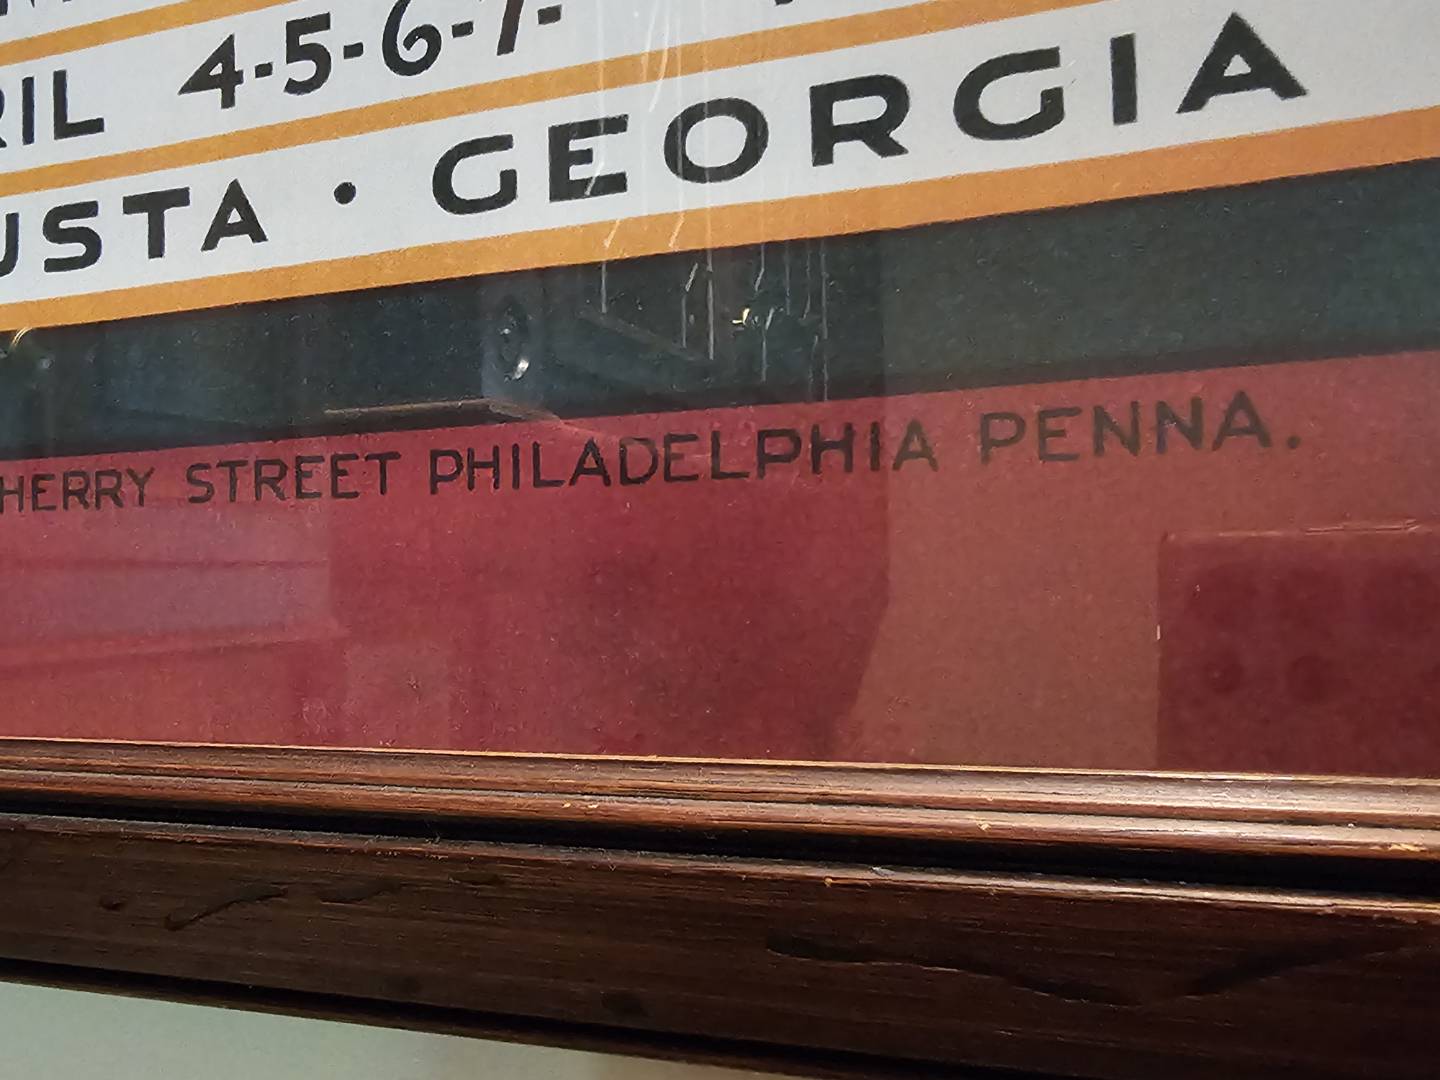 RIL 4-5-6-7-
USTA • GEORGIA
HERRY STREET PHILADELPHIA PENNA.